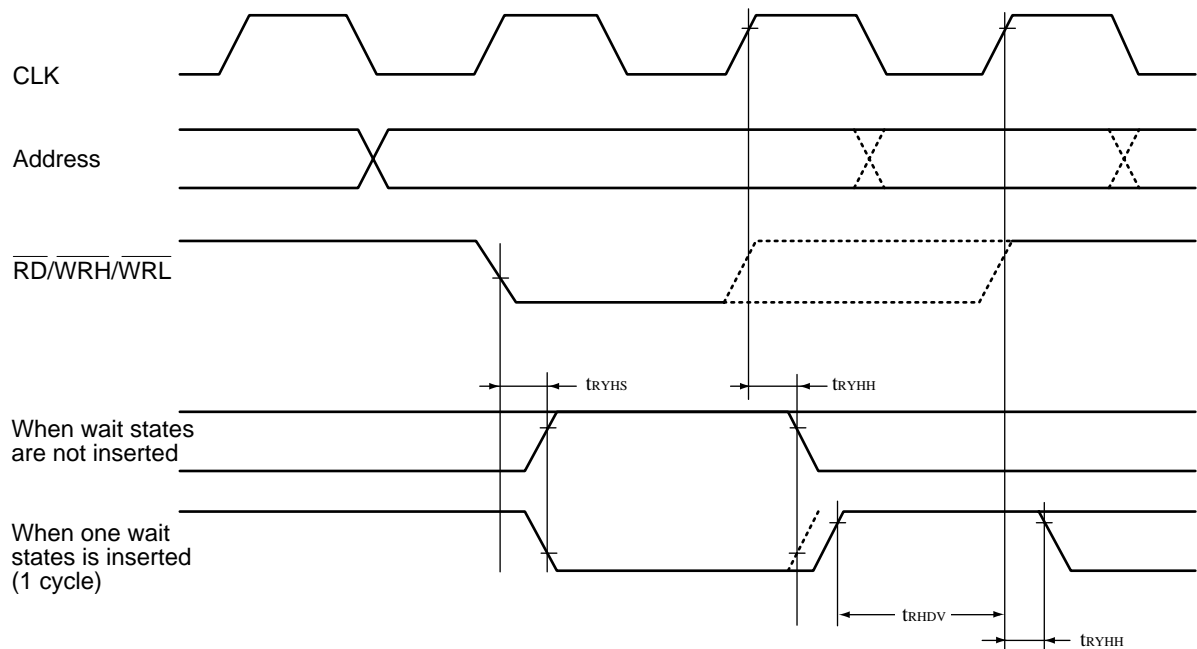 CLK
Address
RD/WRH/WRL
tRYHS
tRYHH
When wait states
are not inserted
When one wait
states is inserted
(1 cycle)
tRHDV
tRYHH